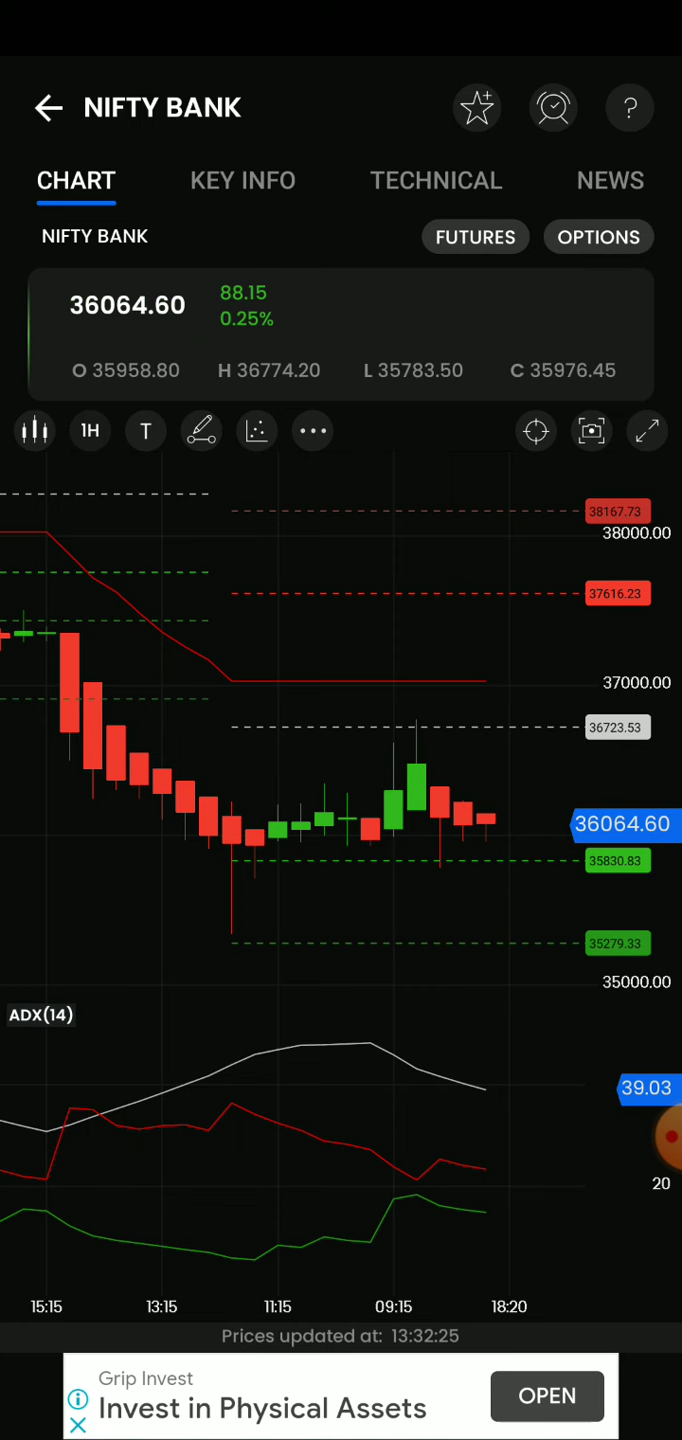 NIFTY BANK
?
CHART KEY INFO TECHNICAL NEWS
NIFTY BANK FUTURES OPTIONS
36064.60 88.15
0.25%
O 35958.80 H 36774.20 L 35783.50 C 35976.45
1H T
38167.73
38000.00
37616.23
37000.00
36723.53
36064.60
35830.83
35279.33
35000.00
ADX(14)
39.03
20
15:15 13:15 11:15 09:15 18:20
Prices updated at: 13:32:25
Grip Invest
Invest in Physical Assets
OPEN